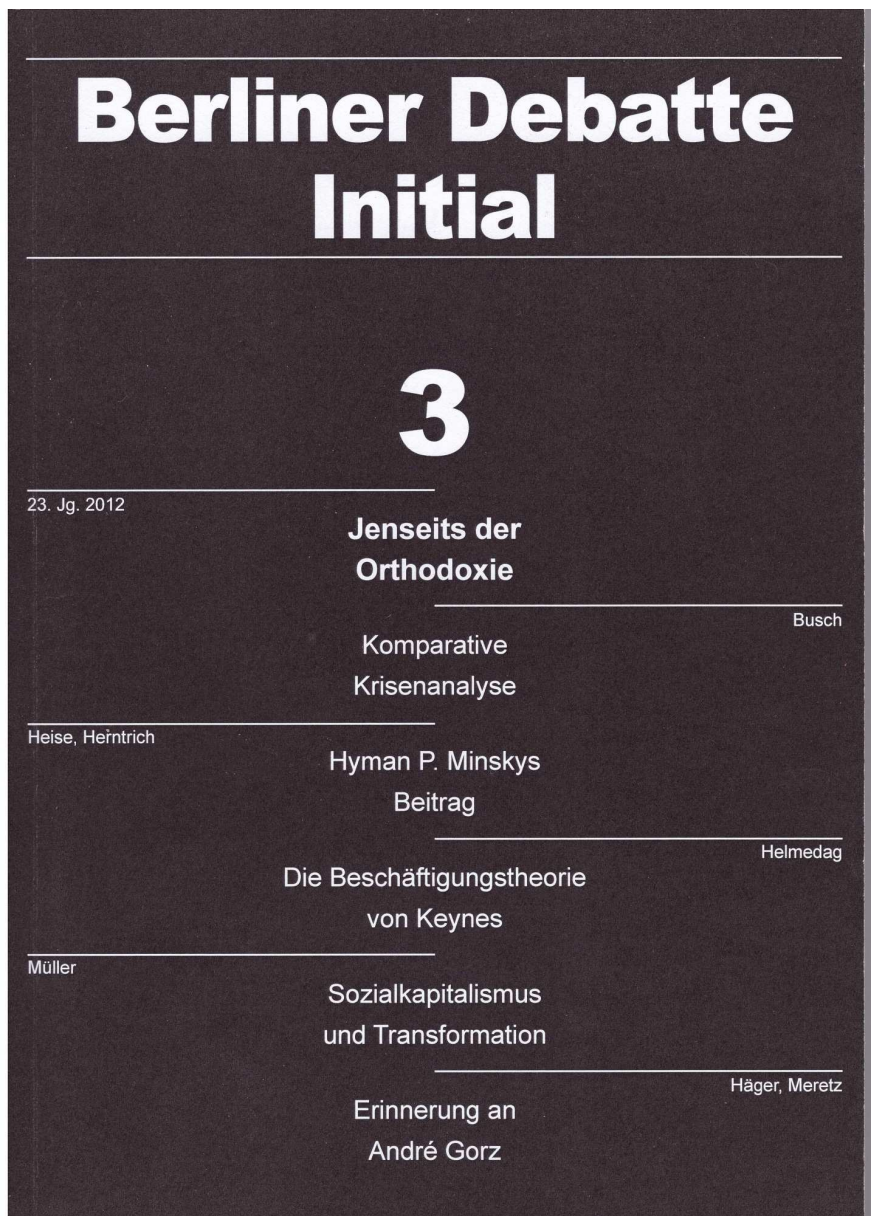 Berliner Debatte
Initial
3
23. Jg. 2012
Jenseits der
Orthodoxie
Busch
Komparative
Krisenanalyse
Heise, Herntrich
Hyman P. Minskys
Beitrag
Helmedag
Die Beschäftigungstheorie
von Keynes
Müller
Sozialkapitalismus
und Transformation
Häger, Meretz
Erinnerung an
André Gorz